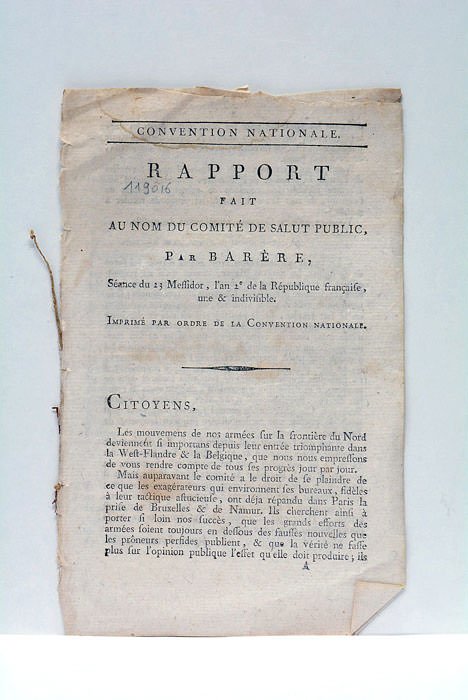 CONVENTION NATIONALE.
RAPPORT
119016
FAIT
AU NOM DU COMITÉ DE SALUT PUBLIC,
PAR BARÈRE,
Séance du 23 Meſſidor, l'an 2e de la République françaiſe,
une & indiviſible.
IMPRIMÉ PAR ORDRE DE LA CONVENTION NATIONALE.
CITOYENS,
Les mouvemens de nos armées ſur la frontière du Nord
deviennent ſi importans depuis leur entrée triomphante dans
la Weſt-Flandre & la Belgique, que nous nous empreſſons
de vous rendre compte de tous ſes progrès jour par jour.
Mais auparavant le comité a le droit de ſe plaindre de
ce que les exagérateurs qui environnent ſes bureaux, fidèles
à leur tactique aſtucieuſe, ont déja répandu dans Paris la
priſe de Bruxelles & de Namur. Ils cherchent ainſi à
porter ſi loin nos ſuccès, que les grands efforts des
armées ſoient toujours en deſſous des fauſſes nouvelles que
les prôneurs perfides publient, & que la vérité ne faſſe
plus ſur l'opinion publique l'effet qu'elle doit produire; ils
A